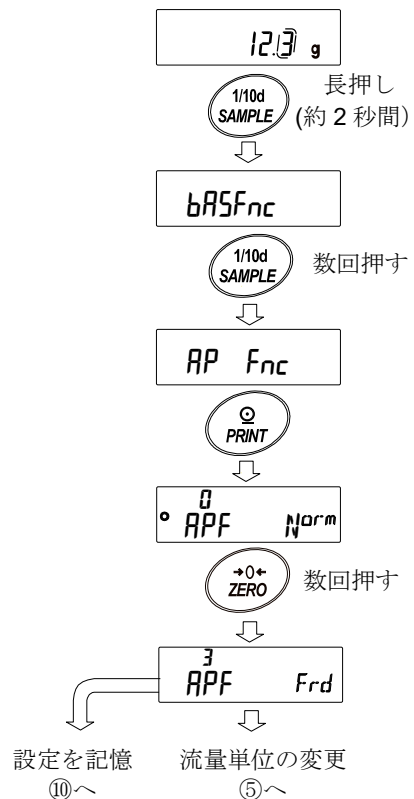 12.3 g
1/10d
SAMPLE
長押し
(約 2 秒間)
bASFnc
1/10d
SAMPLE
数回押す
AP Fnc
PRINT
0
APF Norm
→0←
ZERO
数回押す
3
APF Frd
設定を記憶
⑩へ
流量単位の変更
⑤へ